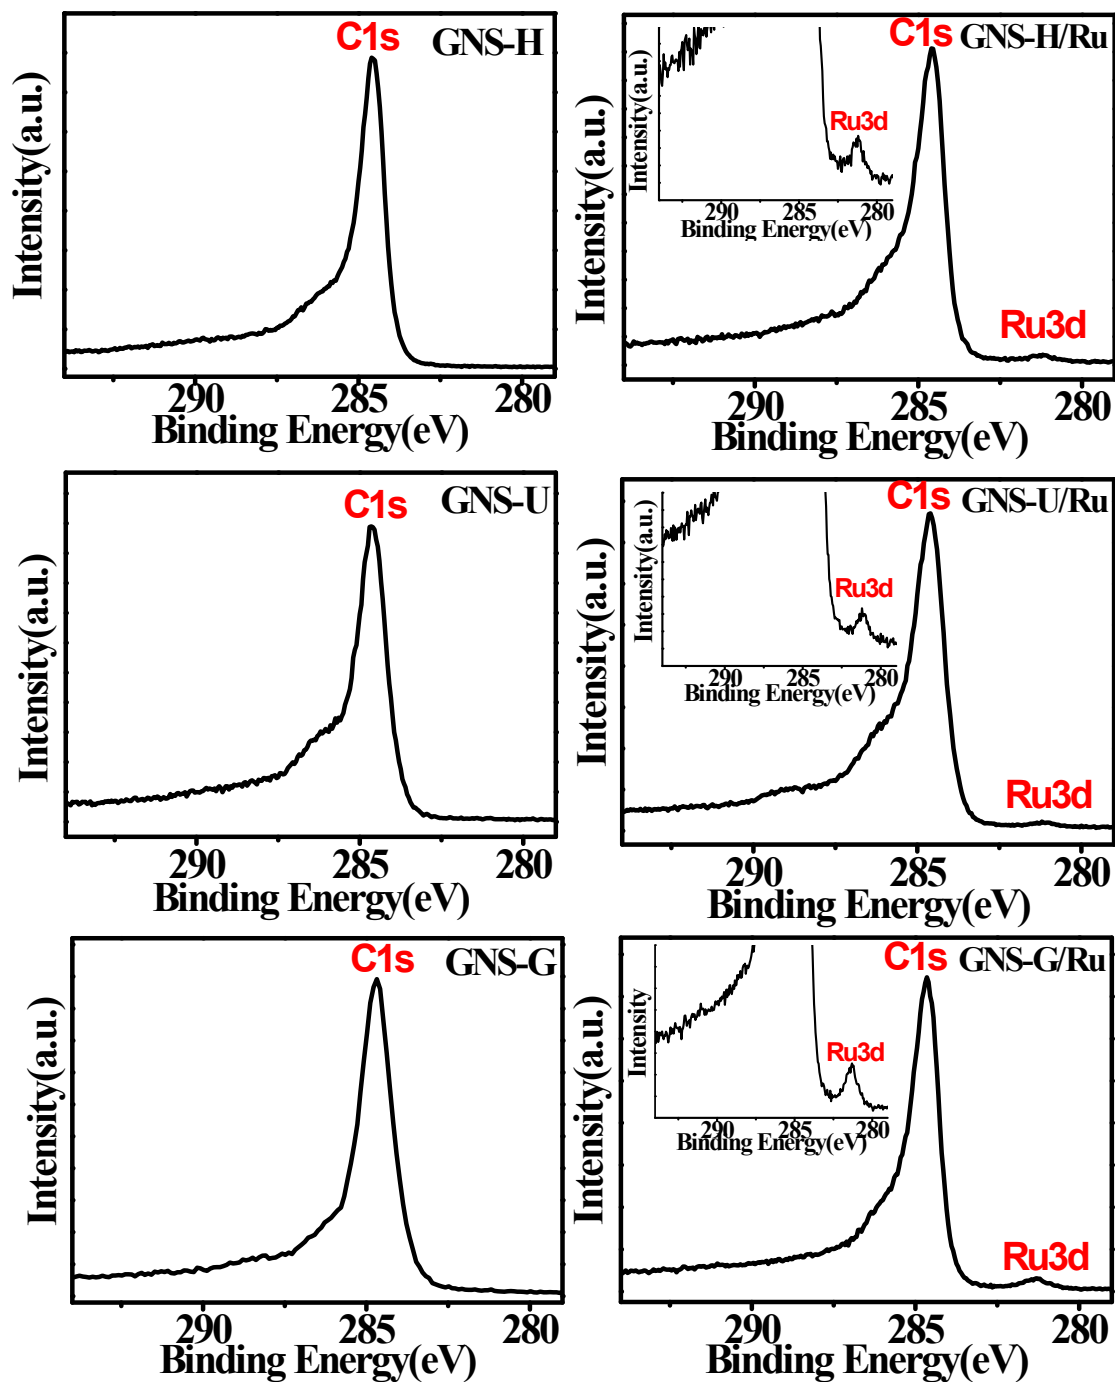 C1s
GNS-H
Intensity(a.u.)
290
285
280
Binding Energy(eV)
C1s
GNS-H/Ru
Intensity(a.u.)
Intensity(a.u.)
Ru3d
290
285
280
Binding Energy(eV)
Ru3d
290
285
280
Binding Energy(eV)
C1s
GNS-U
Intensity(a.u.)
290
285
280
Binding Energy(eV)
C1s
GNS-U/Ru
Intensity(a.u.)
Intensity(a.u.)
Ru3d
290
285
280
Binding Energy(eV)
Ru3d
290
285
280
Binding Energy(eV)
C1s
GNS-G
Intensity(a.u.)
290
285
280
Binding Energy(eV)
C1s
GNS-G/Ru
Intensity(a.u.)
Intensity
Ru3d
290
285
280
Binding Energy(eV)
Ru3d
290
285
280
Binding Energy(eV)